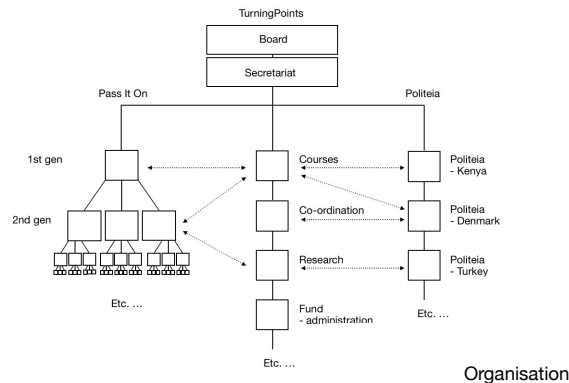 TurningPoints
Board
Secretariat
Pass It On
Politeia
1st gen
Courses
Politeia
- Kenya
2nd gen
Co-ordination
Politeia
- Denmark
Research
Politeia
- Turkey
Etc. ...
Fund
- administration
Etc. ...
Etc. ...
Organisation